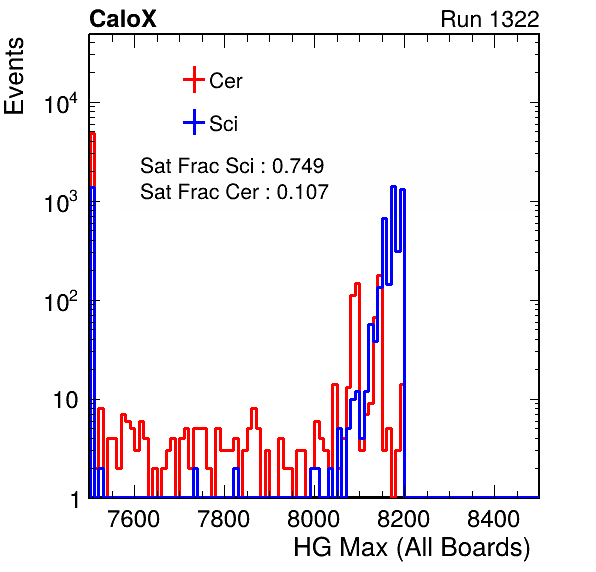 CaloX Run 1322
Events
Cer
Sci
Sat Frac Sci : 0.749
Sat Frac Cer : 0.107
10⁴
10³
10²
10
1
7600 7800 8000 8200 8400
HG Max (All Boards)